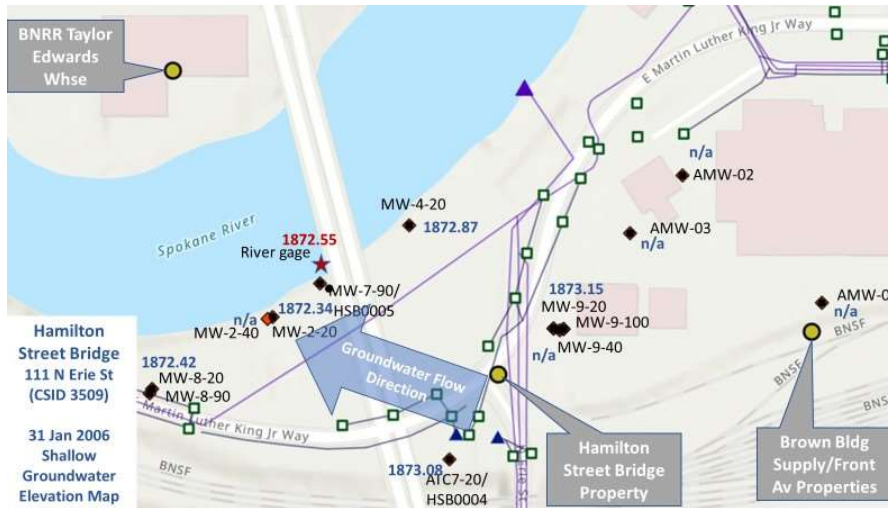 BNRR Taylor
Edwards
Whse
E Martin Luther King Jr Way
n/a
AMW-02
MW-4-20
1872.87
Spokane River
1872.55
River gage
AMW-03
n/a
MW-7-90/
HSB0005
1873.15
MW-9-20
MW-9-100
MW-9-40
n/a
AMW-0
n/a
BNSF
n/a
1872.34
MW-2-40
MW-2-20
Groundwater Flow
Direction
Hamilton
Street Bridge
111 N Erie St
(CSID 3509)
31 Jan 2006
Shallow
Groundwater
Elevation Map
1872.42
MW-8-20
MW-8-90
E Martin Luther King Jr Way
BNSF
BNSF
BNSF
BNSF
1873.08
ATC7-20/
HSB0004
Hamilton
Street Bridge
Property
Brown Bldg
Supply/Front
Av Properties